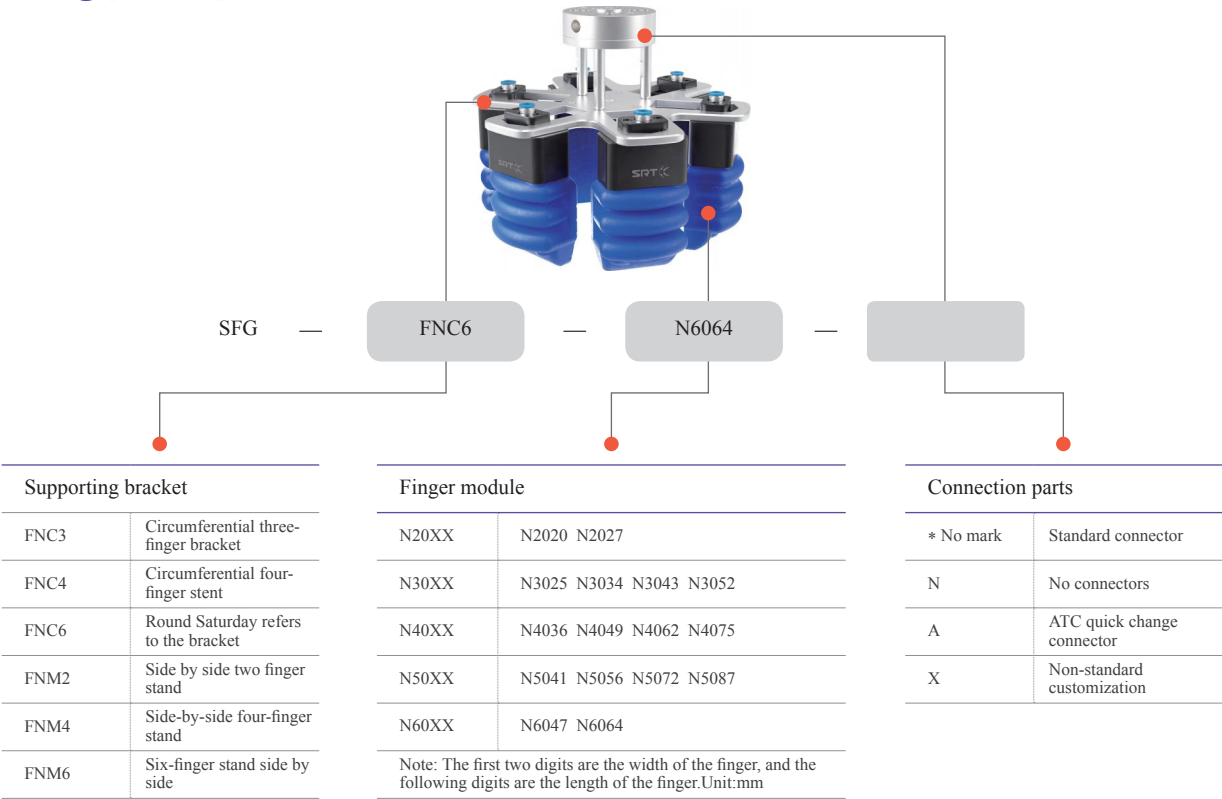 SRT
SRT
SFG — FNC6 — N6064 —
Supporting bracket
FNC3 Circumferential three-
finger bracket
FNC4 Circumferential four-
finger stent
FNC6 Round Saturday refers
to the bracket
FNM2 Side by side two finger
stand
FNM4 Side-by-side four-finger
stand
FNM6 Six-finger stand side by
side
Finger module
N20XX N2020 N2027
N30XX N3025 N3034 N3043 N3052
N40XX N4036 N4049 N4062 N4075
N50XX N5041 N5056 N5072 N5087
N60XX N6047 N6064
Note: The first two digits are the width of the finger, and the
following digits are the length of the finger.Unit:mm
Connection parts
* No mark Standard connector
N No connectors
A ATC quick change
connector
X Non-standard
customization